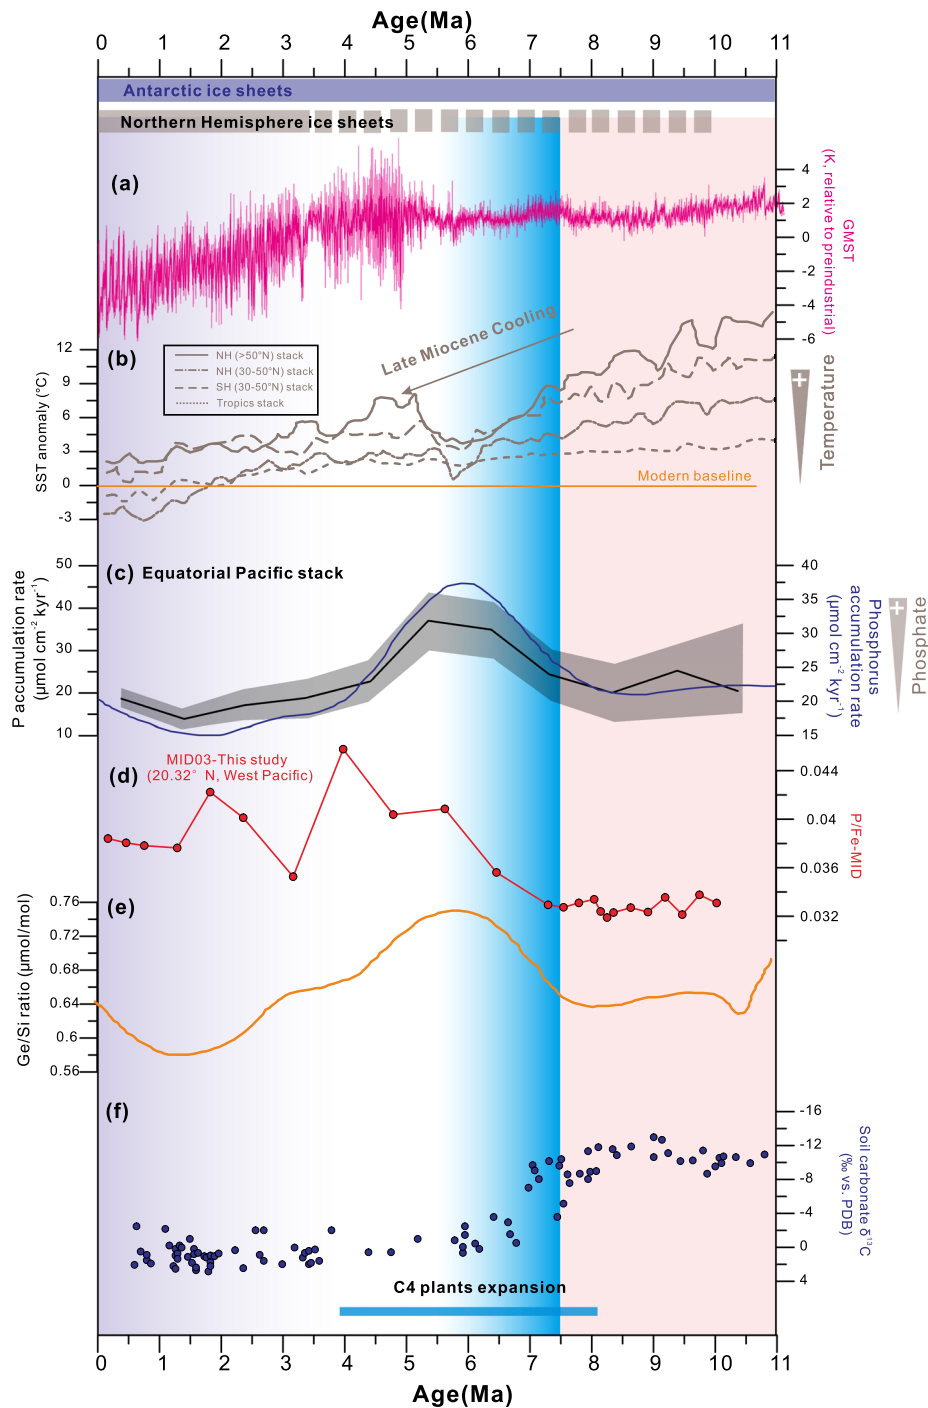 Age(Ma)
0 1 2 3 4 5 6 7 8 9 10 11
Antarctic ice sheets
Northern Hemisphere ice sheets
(a)
4
2
0
-2
-4
-6
GMST
(K, relative to preindustrial)
Late Miocene Cooling
(b)
NH (>50°N) stack
NH (30-50°N) stack
SH (30-50°N) stack
Tropics stack
12
9
6
3
0
-3
SST anomaly (°C)
Modern baseline
+
Temperature
(c) Equatorial Pacific stack
50
40
30
20
10
P accumulation rate
(μmol cm⁻² kyr⁻¹)
40
35
30
25
20
15
Phosphorus
accumulation rate
(μmol cm⁻² kyr⁻¹)
+
Phosphate
(d)
MID03-This study
(20.32° N, West Pacific)
0.044
0.04
0.036
0.032
P/Fe-MID
(e)
0.76
0.72
0.68
0.64
0.6
0.56
Ge/Si ratio (μmol/mol)
(f)
-16
-12
-8
-4
0
4
Soil carbonate δ¹³C
(‰ vs. PDB)
C4 plants expansion
0 1 2 3 4 5 6 7 8 9 10 11
Age(Ma)